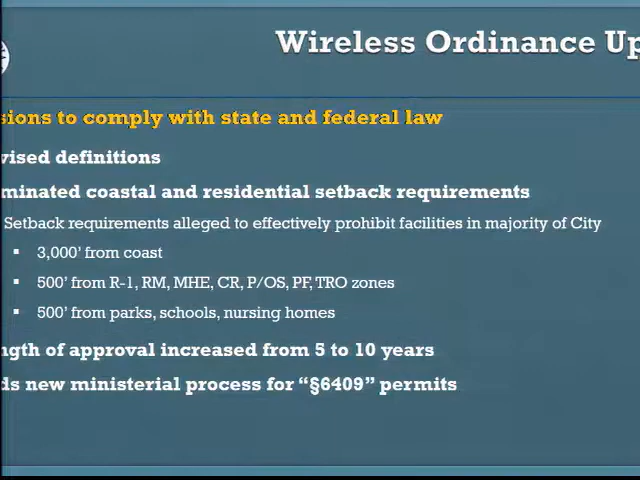 Wireless Ordinance Up
sions to comply with state and federal law
vised definitions
minated coastal and residential setback requirements
Setback requirements alleged to effectively prohibit facilities in majority of City
▪ 3,000’ from coast
▪ 500’ from R-1, RM, MHE, CR, P/OS, PF, TRO zones
▪ 500’ from parks, schools, nursing homes
ngth of approval increased from 5 to 10 years
ds new ministerial process for “§6409” permits